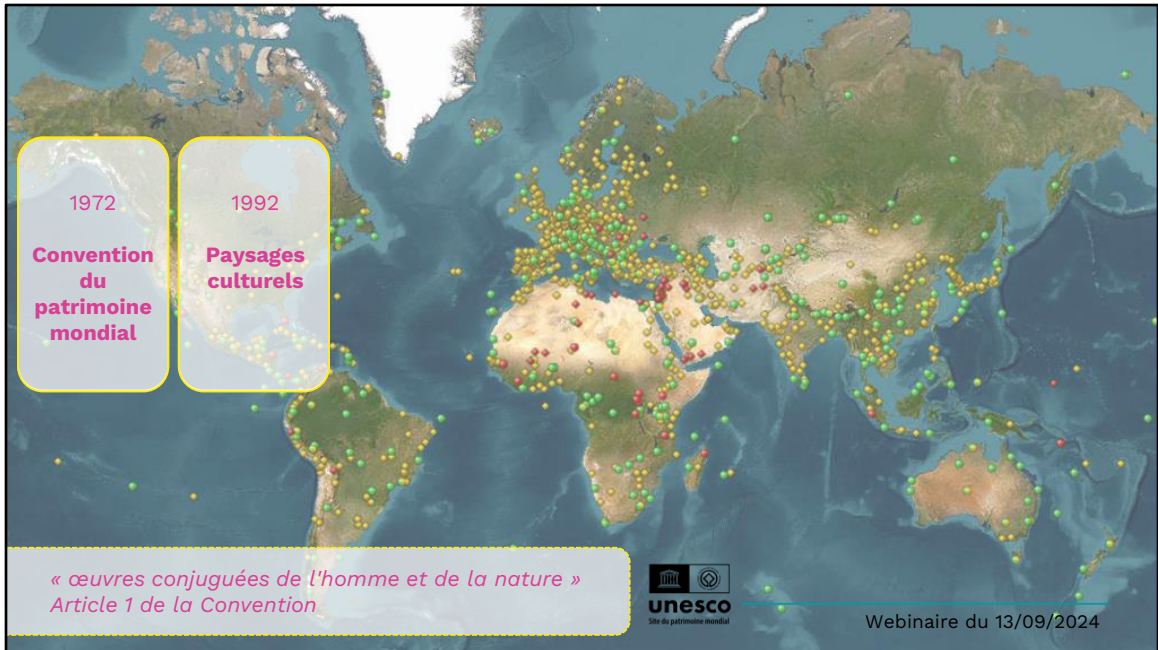 1972
Convention
du
patrimoine
mondial
1992
Paysages
culturels
« œuvres conjuguées de l'homme et de la nature »
Article 1 de la Convention
unesco
Site du patrimoine mondial
Webinaire du 13/09/2024